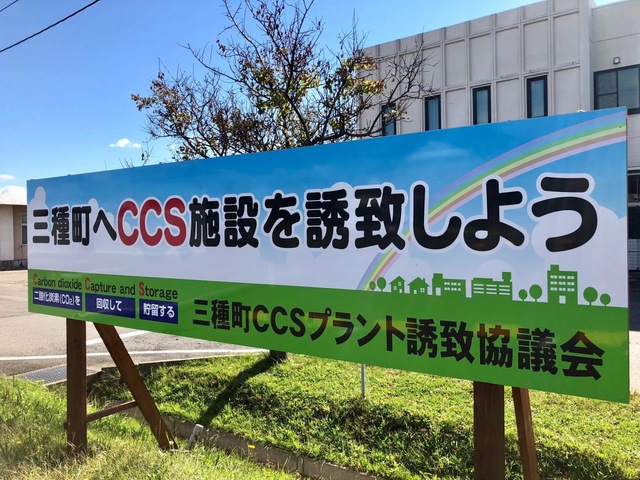 三種町へCCS施設を誘致しよう
Carbon dioxide Capture and Storage
二酸化炭素(CO₂)を 回収して 貯留する
三種町CCSプラント誘致協議会